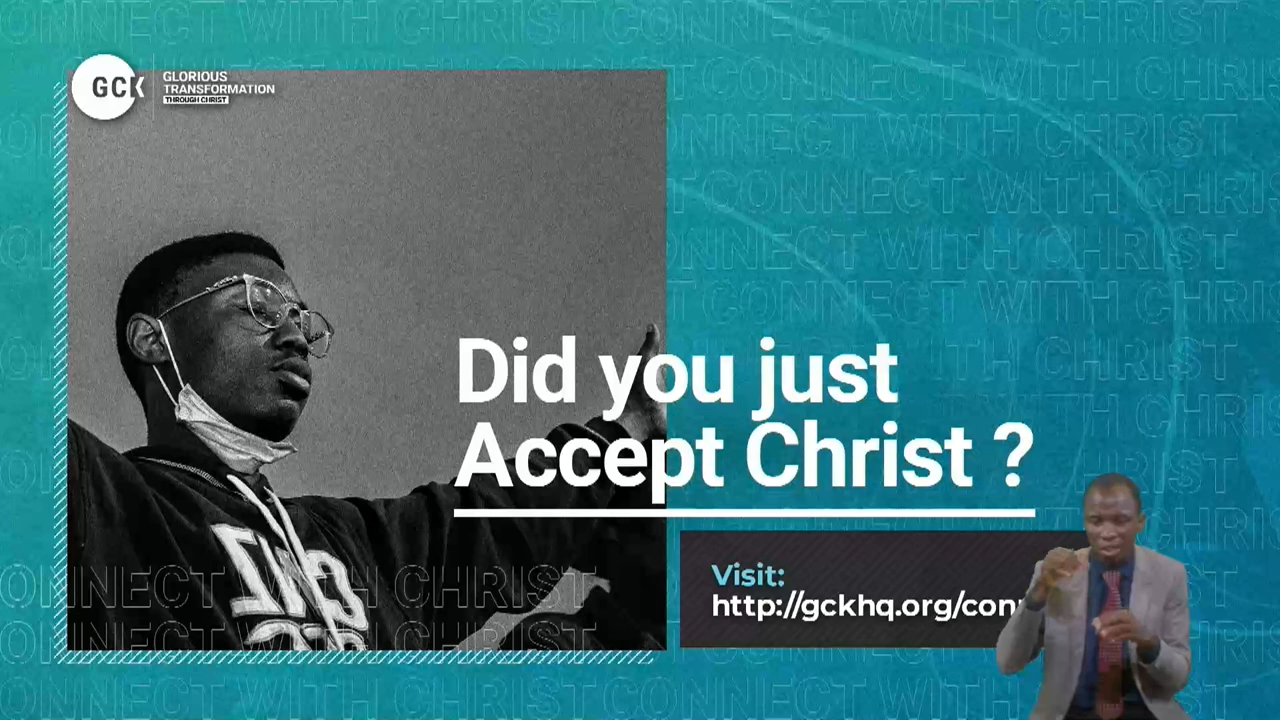 GCK
GLORIOUS
TRANSFORMATION
THROUGH CHRIST
CONNECT WITH CHRIST
Did you just
Accept Christ ?
Visit:
http://gckhq.org/con